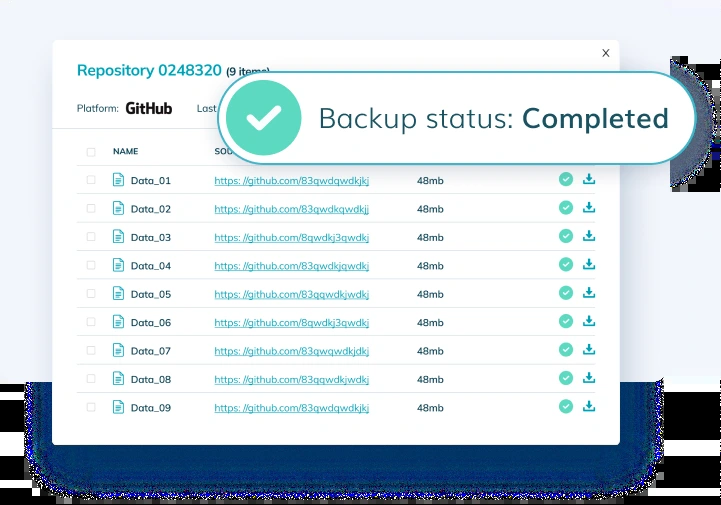 X
Repository 0248320 (9 items)
Backup status: Completed
Platform: GitHub Last
NAME
Data_01 https: //github.com/83qwdqwdkjkj 48mb
Data_02 https: //github.com/83qwdkqwdkjj 48mb
Data_03 https: //github.com/8qwdkj3qwdkj 48mb
Data_04 https: //github.com/83qwdkjqwdkj 48mb
Data_05 https: //github.com/83qqwdkjwdkj 48mb
Data_06 https: //github.com/8qwdkj3qwdkj 48mb
Data_07 https: //github.com/83qwqwdkjdkj 48mb
Data_08 https: //github.com/83qqwdkjwdkj 48mb
Data_09 https: //github.com/83qwdqwdkjkj 48mb